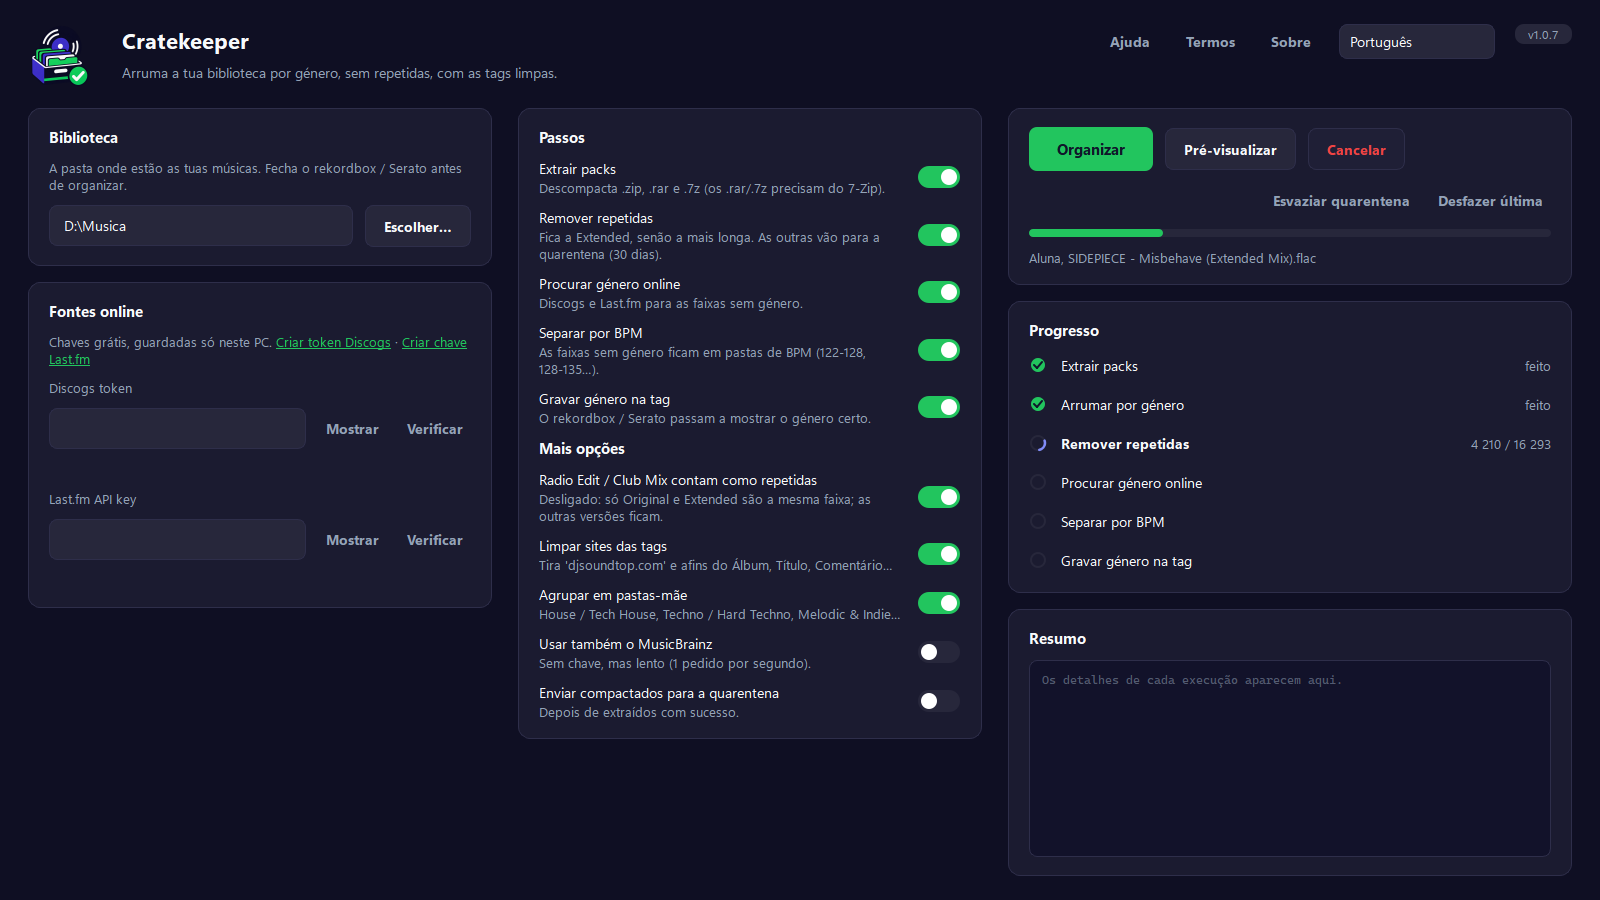 Cratekeeper
Arruma a tua biblioteca por género, sem repetidas, com as tags limpas.
Ajuda
Termos
Sobre
Português
v1.0.7
Biblioteca
A pasta onde estão as tuas músicas. Fecha o rekordbox / Serato antes
de organizar.
D:\Musica
Escolher...
Fontes online
Chaves grátis, guardadas só neste PC. Criar token Discogs · Criar chave
Last.fm
Discogs token
Mostrar
Verificar
Last.fm API key
Mostrar
Verificar
Passos
Extrair packs
Descompacta .zip, .rar e .7z (os .rar/.7z precisam do 7-Zip).
Remover repetidas
Fica a Extended, senão a mais longa. As outras vão para a
quarentena (30 dias).
Procurar género online
Discogs e Last.fm para as faixas sem género.
Separar por BPM
As faixas sem género ficam em pastas de BPM (122-128,
128-135...).
Gravar género na tag
O rekordbox / Serato passam a mostrar o género certo.
Mais opções
Radio Edit / Club Mix contam como repetidas
Desligado: só Original e Extended são a mesma faixa; as
outras versões ficam.
Limpar sites das tags
Tira 'djsoundtop.com' e afins do Álbum, Título, Comentário...
Agrupar em pastas-mãe
House / Tech House, Techno / Hard Techno, Melodic & Indie...
Usar também o MusicBrainz
Sem chave, mas lento (1 pedido por segundo).
Enviar compactados para a quarentena
Depois de extraídos com sucesso.
Organizar
Pré-visualizar
Cancelar
Esvaziar quarentena
Desfazer última
Aluna, SIDEPIECE - Misbehave (Extended Mix).flac
Progresso
Extrair packs
feito
Arrumar por género
feito
Remover repetidas
4 210 / 16 293
Procurar género online
Separar por BPM
Gravar género na tag
Resumo
Os detalhes de cada execução aparecem aqui.